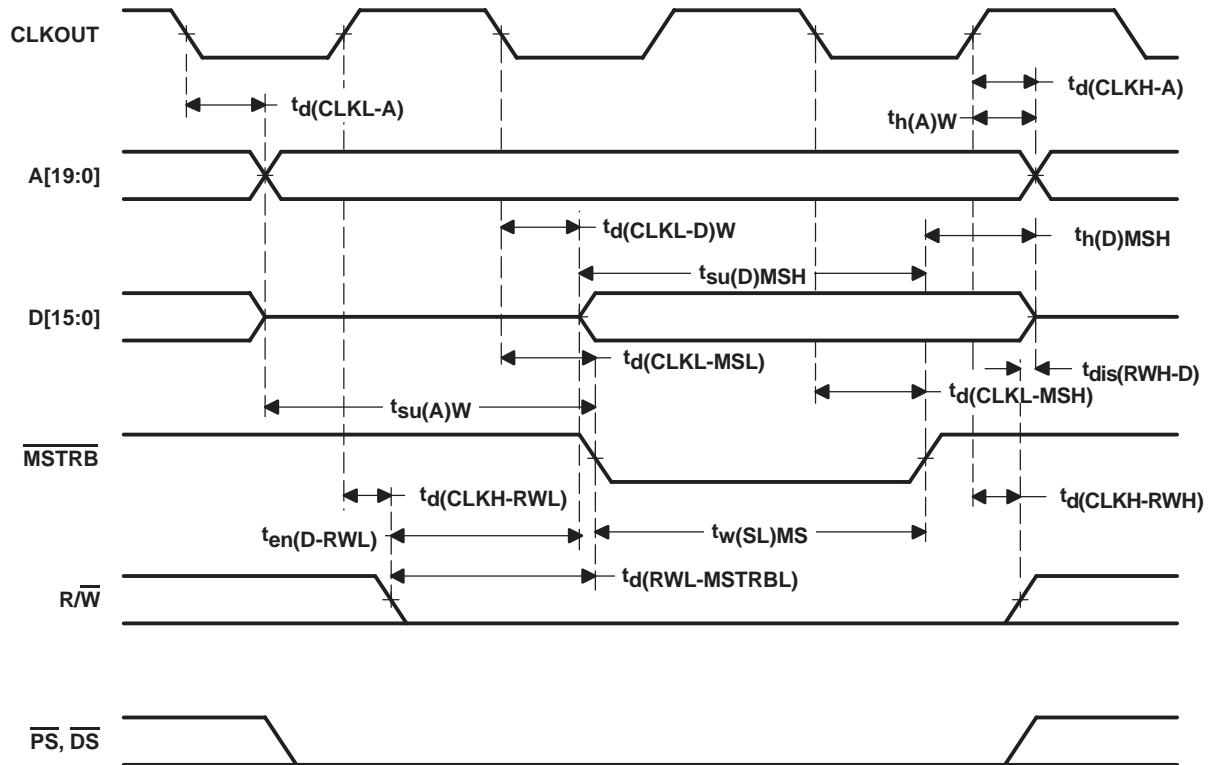 CLKOUT
td(CLKL-A)
td(CLKH-A)
th(A)W
A[19:0]
td(CLKL-D)W
th(D)MSH
tsu(D)MSH
D[15:0]
td(CLKL-MSL)
tdis(RWH-D)
td(CLKL-MSH)
tsu(A)W
MSTRB
td(CLKH-RWL)
td(CLKH-RWH)
ten(D-RWL)
tw(SL)MS
td(RWL-MSTRBL)
R/W
PS, DS